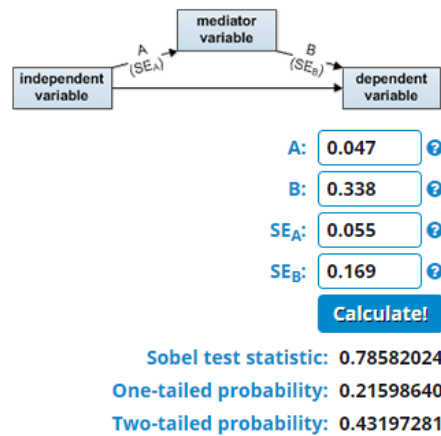 mediator
variable
A
(SEA)
B
(SEB)
independent
variable
dependent
variable
A: 0.047 ?
B: 0.338 ?
SEA: 0.055 ?
SEB: 0.169 ?
Calculate!
Sobel test statistic: 0.78582024
One-tailed probability: 0.21598640
Two-tailed probability: 0.43197281